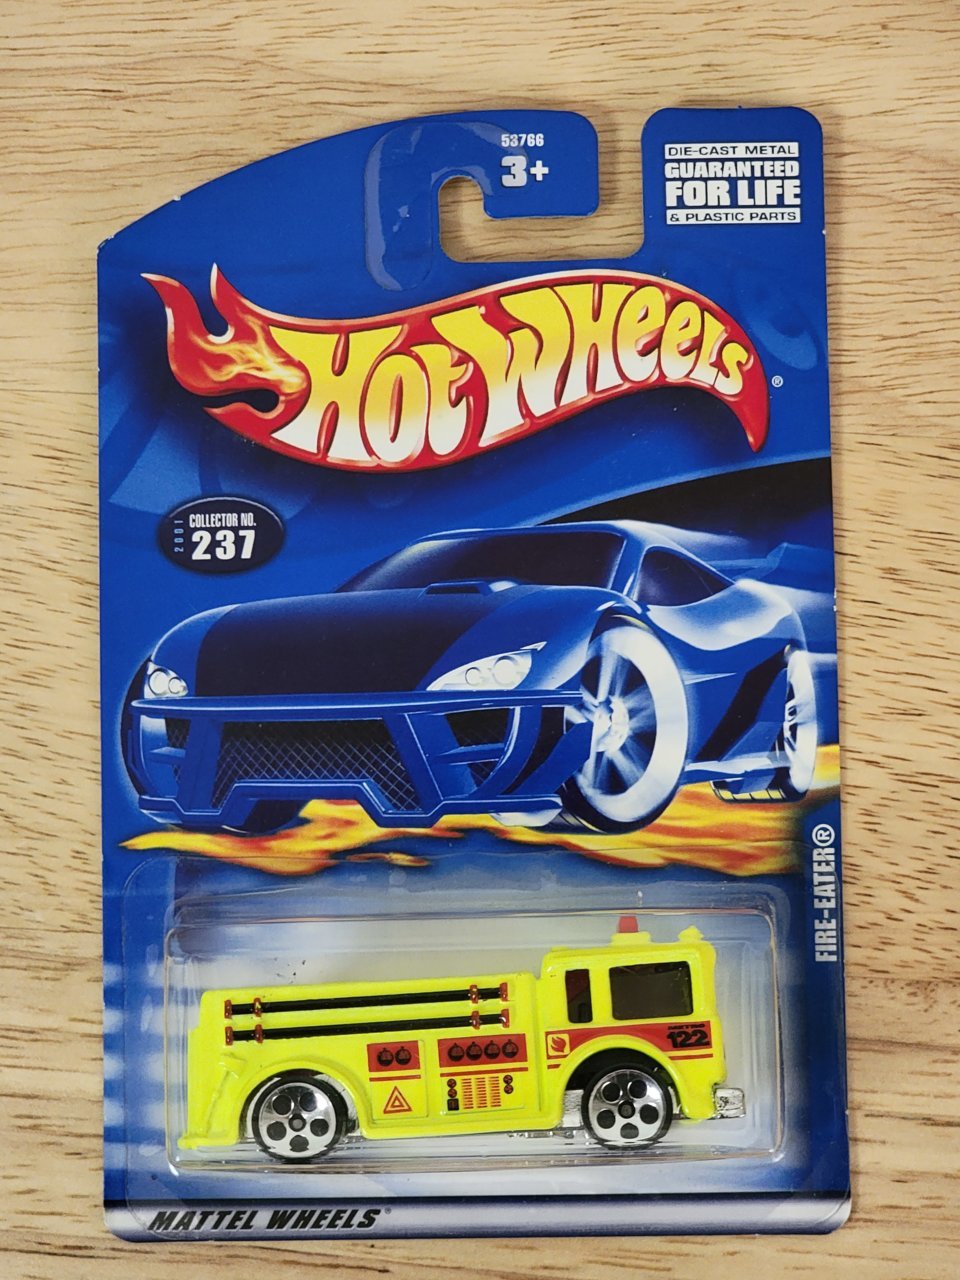 53766
3+
DIE-CAST METAL
GUARANTEED
FOR LIFE
& PLASTIC PARTS
HOT WHEELS®
2001
COLLECTOR NO.
237
FIRE-EATER®
METRO
122
MATTEL WHEELS®